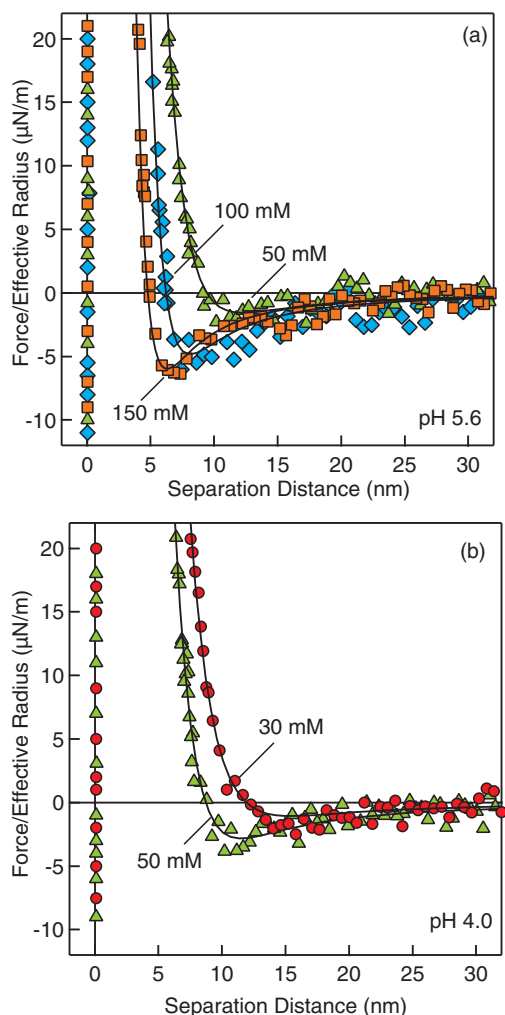 (a)
20
15
10
5
0
-5
-10
Force/Effective Radius (μN/m)
100 mM
50 mM
150 mM
pH 5.6
0 5 10 15 20 25 30
Separation Distance (nm)
(b)
20
15
10
5
0
-5
-10
Force/Effective Radius (μN/m)
30 mM
50 mM
pH 4.0
0 5 10 15 20 25 30
Separation Distance (nm)